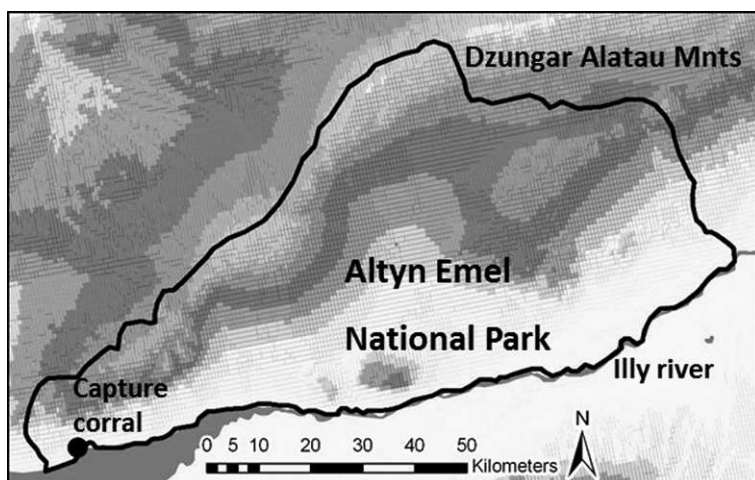 Dzungar Alatau Mnts
Altyn Emel
National Park
Illy river
Capture
corral
N
0 5 10 20 30 40 50
Kilometers